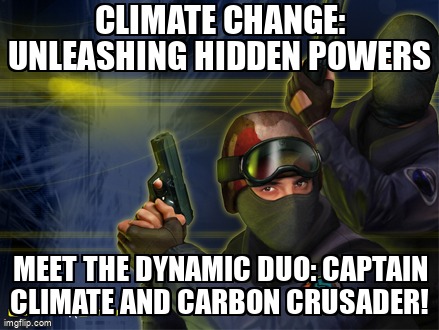 CLIMATE CHANGE:
UNLEASHING HIDDEN POWERS
MEET THE DYNAMIC DUO: CAPTAIN
CLIMATE AND CARBON CRUSADER!
imgflip.com